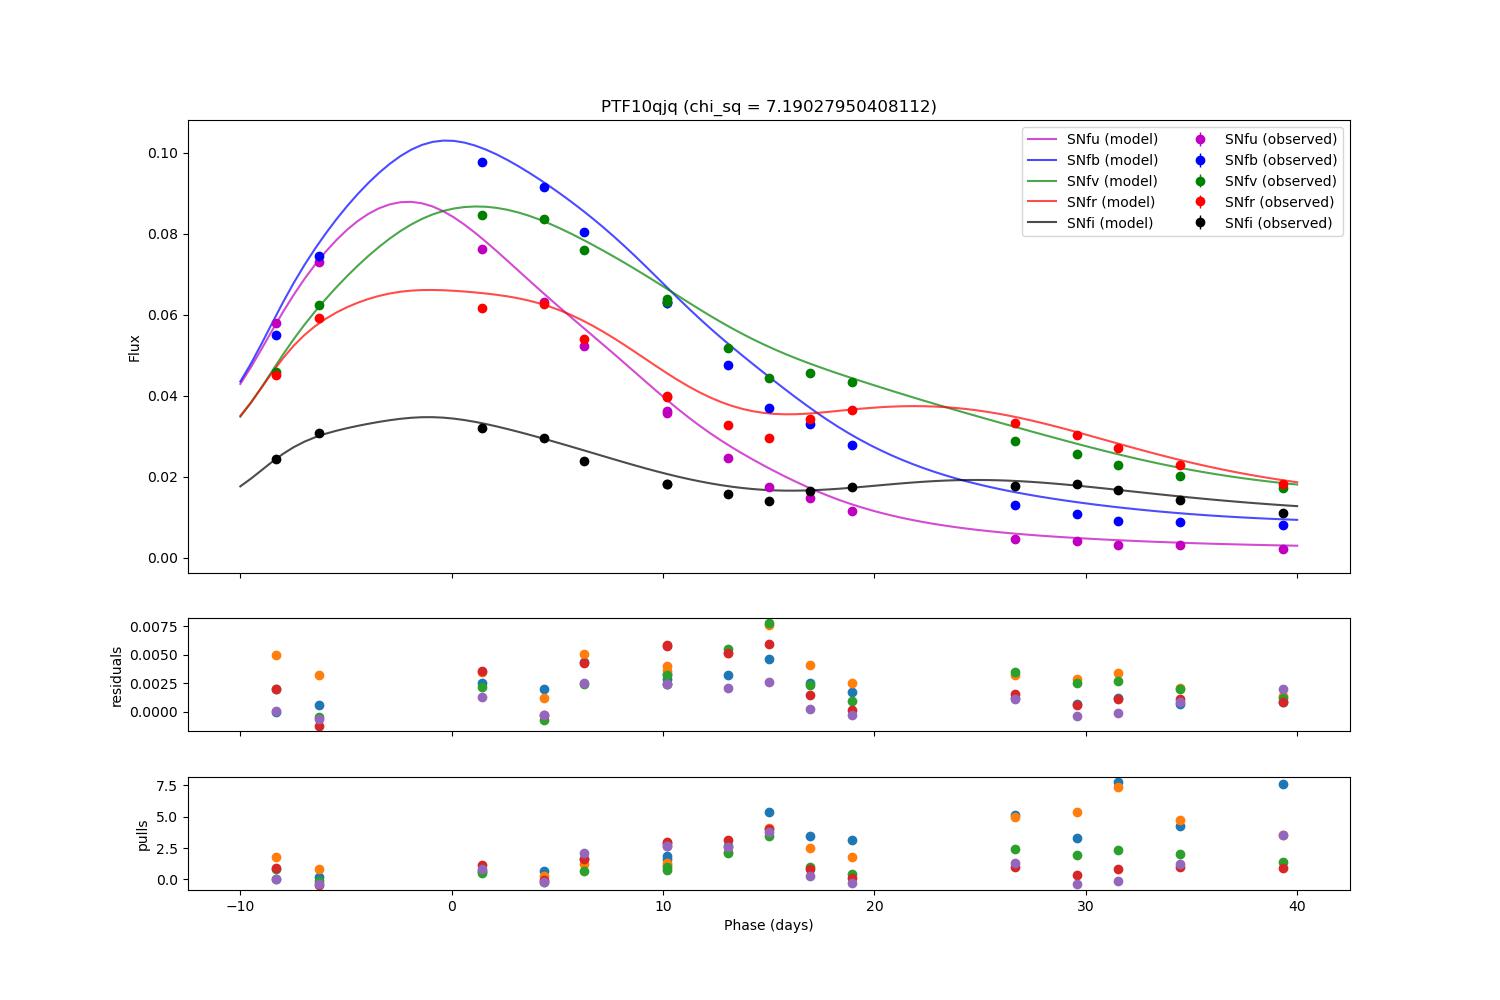 PTF10qjq (chi_sq = 7.19027950408112)
SNfu (model) SNfu (observed)
SNfb (model) SNfb (observed)
SNfv (model) SNfv (observed)
SNfr (model) SNfr (observed)
SNfi (model) SNfi (observed)
Flux
0.10
0.08
0.06
0.04
0.02
0.00
residuals
0.0075
0.0050
0.0025
0.0000
pulls
7.5
5.0
2.5
0.0
−10 0 10 20 30 40
Phase (days)